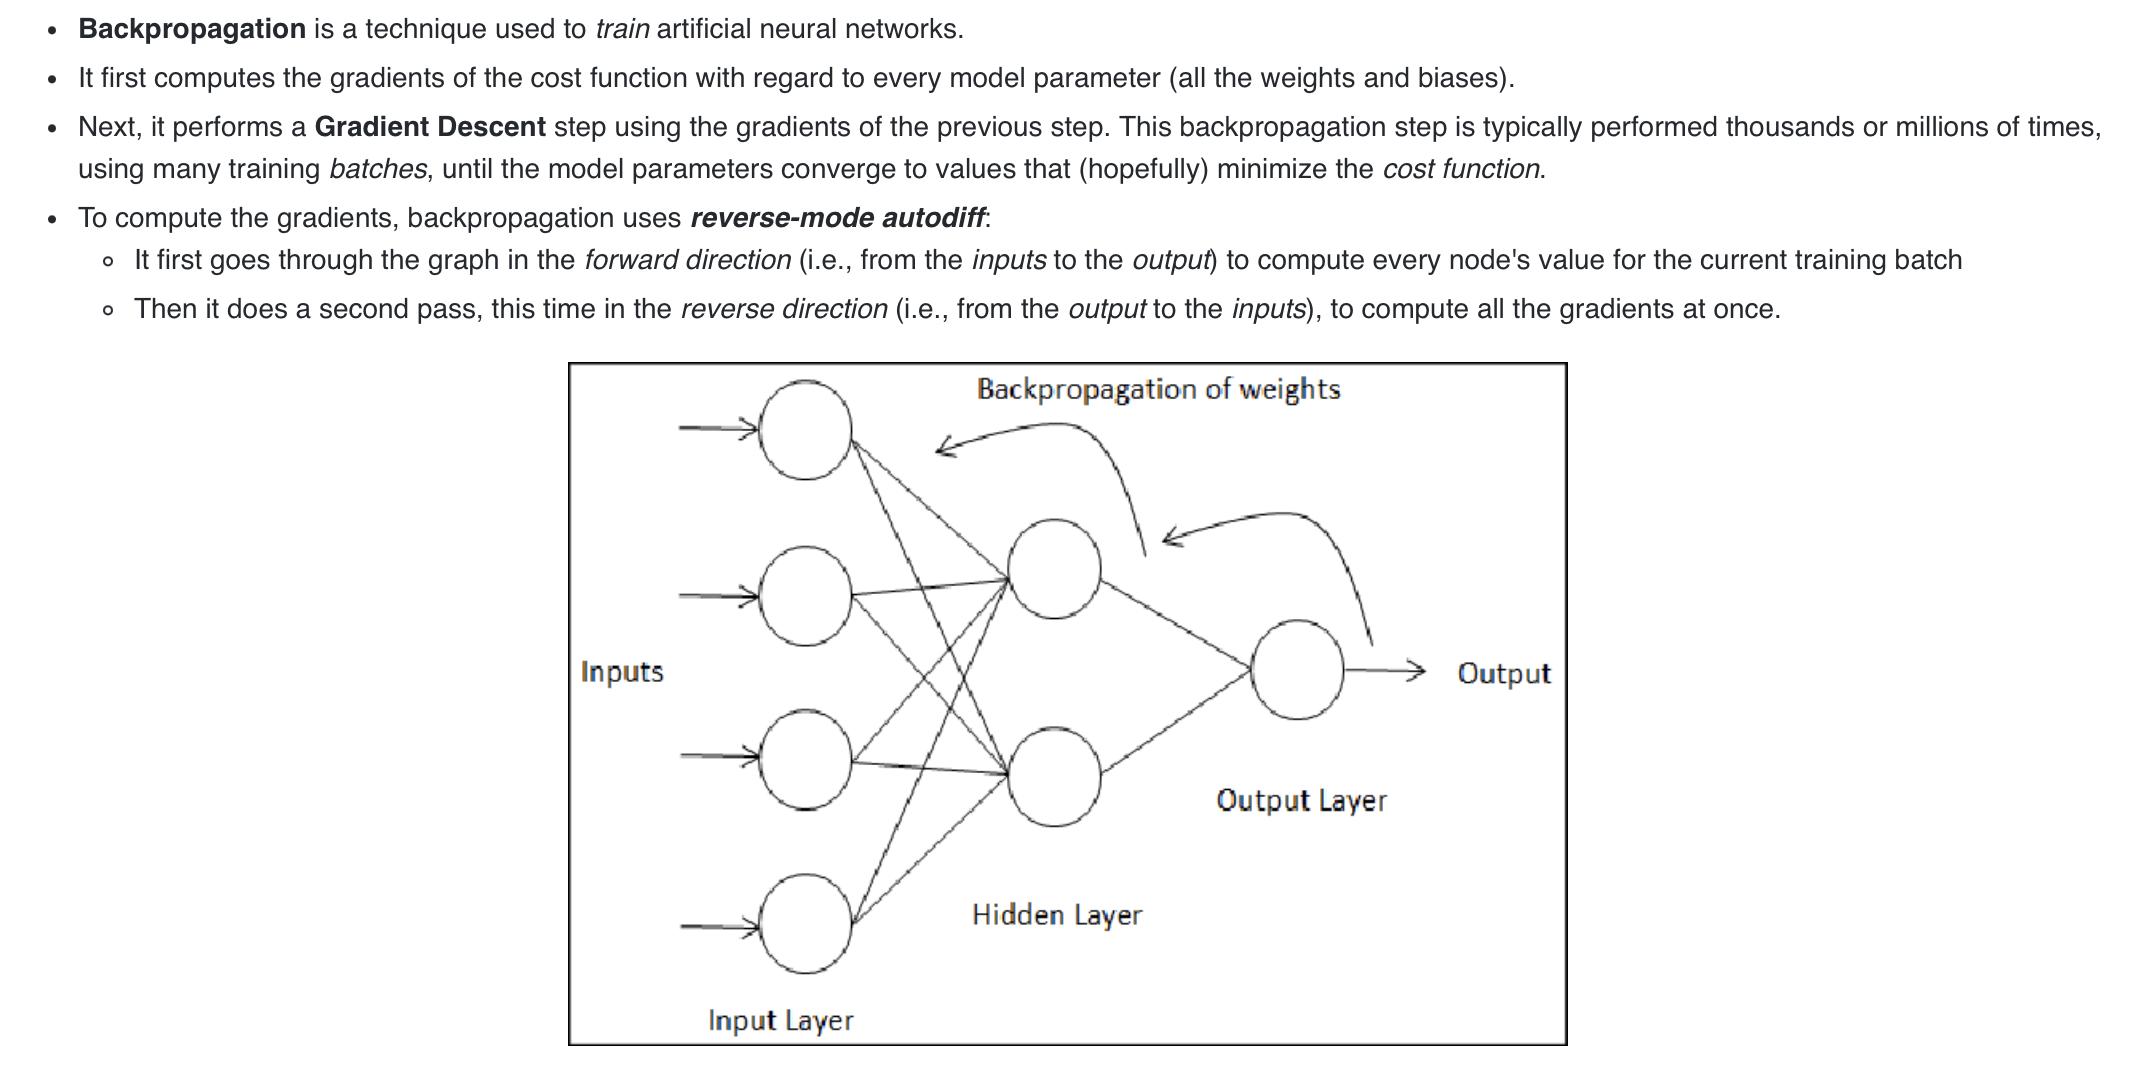 Backpropagation is a technique used to train artificial neural networks.
It first computes the gradients of the cost function with regard to every model parameter (all the weights and biases).
Next, it performs a Gradient Descent step using the gradients of the previous step. This backpropagation step is typically performed thousands or millions of times,
using many training batches, until the model parameters converge to values that (hopefully) minimize the cost function.
To compute the gradients, backpropagation uses reverse-mode autodiff:
It first goes through the graph in the forward direction (i.e., from the inputs to the output) to compute every node's value for the current training batch
Then it does a second pass, this time in the reverse direction (i.e., from the output to the inputs), to compute all the gradients at once.
Backpropagation of weights
Inputs
Output
Output Layer
Hidden Layer
Input Layer